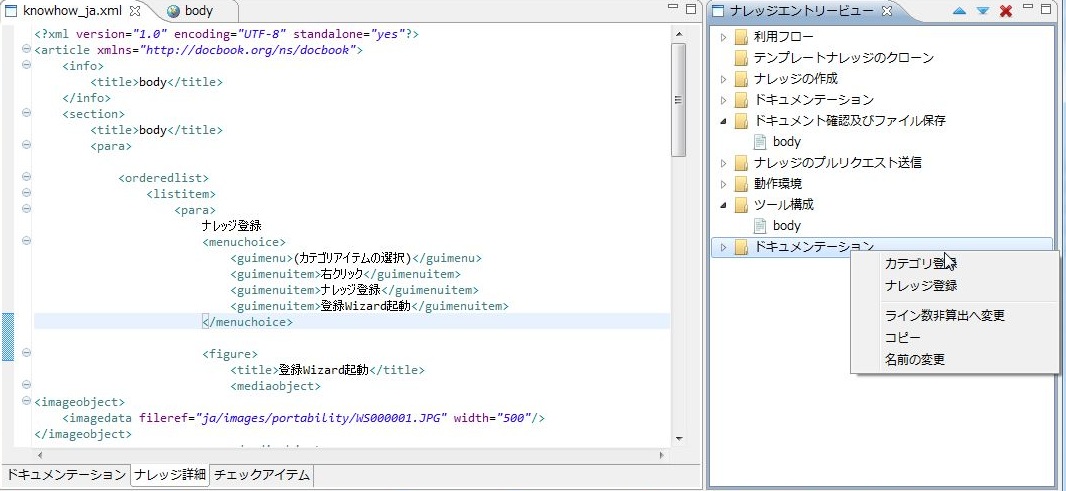 knowhow_ja.xml
body
<?xml version="1.0" encoding="UTF-8" standalone="yes"?>
<article xmlns="http://docbook.org/ns/docbook">
<info>
<title>body</title>
</info>
<section>
<title>body</title>
<para>
<orderedlist>
<listitem>
<para>
ナレッジ登録
<menuchoice>
<guimenu>(カテゴリアイテムの選択)</guimenu>
<guimenuitem>右クリック</guimenuitem>
<guimenuitem>ナレッジ登録</guimenuitem>
<guimenuitem>登録Wizard起動</guimenuitem>
</menuchoice>
<figure>
<title>登録Wizard起動</title>
<mediaobject>
<imageobject>
<imagedata fileref="ja/images/portability/WS000001.JPG" width="500"/>
</imageobject>
ドキュメンテーション
ナレッジ詳細
チェックアイテム
ナレッジエントリービュー
利用フロー
テンプレートナレッジのクローン
ナレッジの作成
ドキュメンテーション
ドキュメント確認及びファイル保存
body
ナレッジのプルリクエスト送信
動作環境
ツール構成
body
ドキュメンテーション
カテゴリ登録
ナレッジ登録
ライン数非算出へ変更
コピー
名前の変更